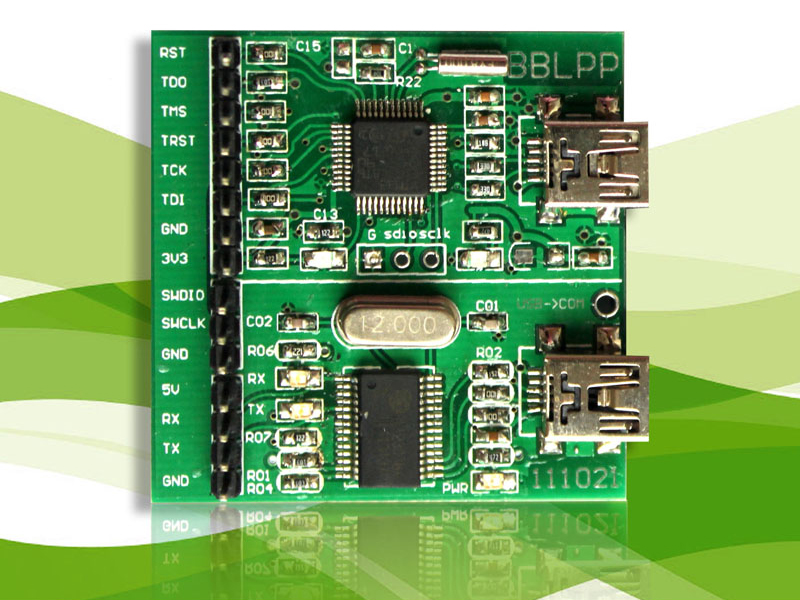 RST
C15
C1
BBLPP
TDO
R22
TMS
TRST
TCK
TDI
C13
GND
G sdiosclk
3V3
SWDIO
USB->COM
SWCLK
C02
12.000
C01
GND
R06
R02
5V
RX
RX
TX
R07
TX
R01
GND
R04
PWR
111021